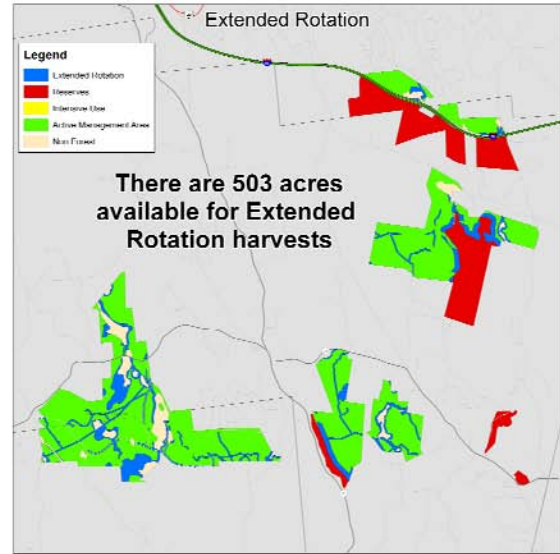 Extended Rotation
Legend
Extended Rotation
Reserves
Intensive Use
Active Management Area
Non Forest
There are 503 acres
available for Extended
Rotation harvests